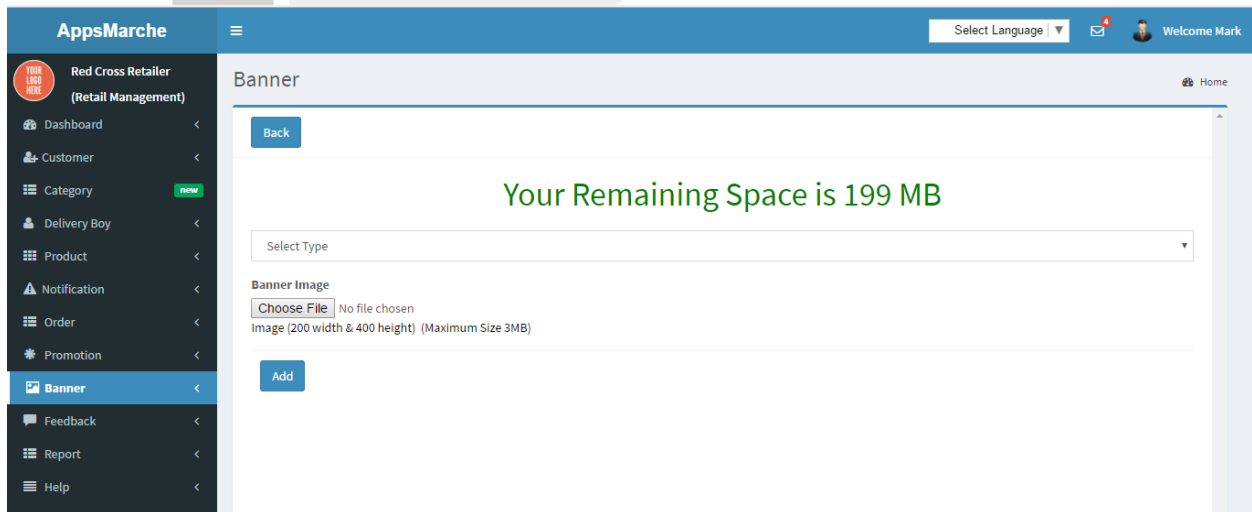 AppsMarche
Select Language ▼
4
Welcome Mark
YOUR
LOGO
HERE
Red Cross Retailer
(Retail Management)
Banner
Home
Dashboard
Customer
Category new
Delivery Boy
Product
Notification
Order
Promotion
Banner
Feedback
Report
Help
Back
Your Remaining Space is 199 MB
Select Type
Banner Image
Choose File No file chosen
Image (200 width & 400 height) (Maximum Size 3MB)
Add